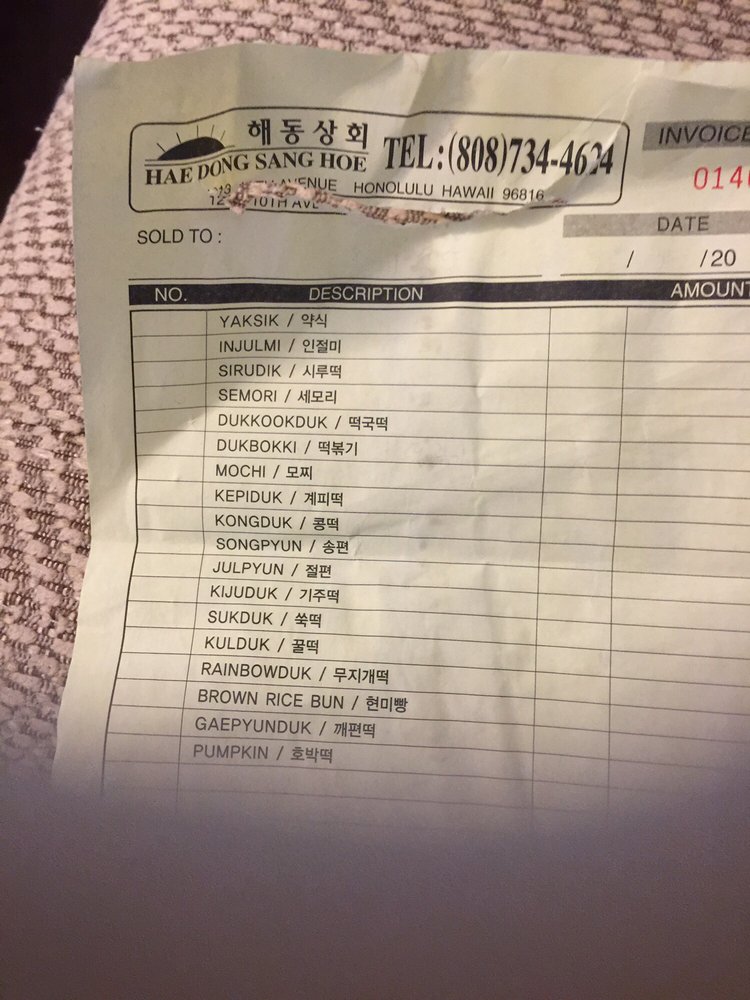 해동상회
HAE DONG SANG HOE
TEL:(808)734-4624
AVENUE HONOLULU HAWAII 96816
10TH AVE
INVOICE
014
SOLD TO :
DATE
/ /20
NO. DESCRIPTION AMOUNT
YAKSIK / 약식
INJULMI / 인절미
SIRUDIK / 시루떡
SEMORI / 세모리
DUKKOOKDUK / 떡국떡
DUKBOKKI / 떡볶기
MOCHI / 모찌
KEPIDUK / 계피떡
KONGDUK / 콩떡
SONGPYUN / 송편
JULPYUN / 절편
KIJUDUK / 기주떡
SUKDUK / 쑥떡
KULDUK / 꿀떡
RAINBOWDUK / 무지개떡
BROWN RICE BUN / 현미빵
GAEPYUNDUK / 깨편떡
PUMPKIN / 호박떡